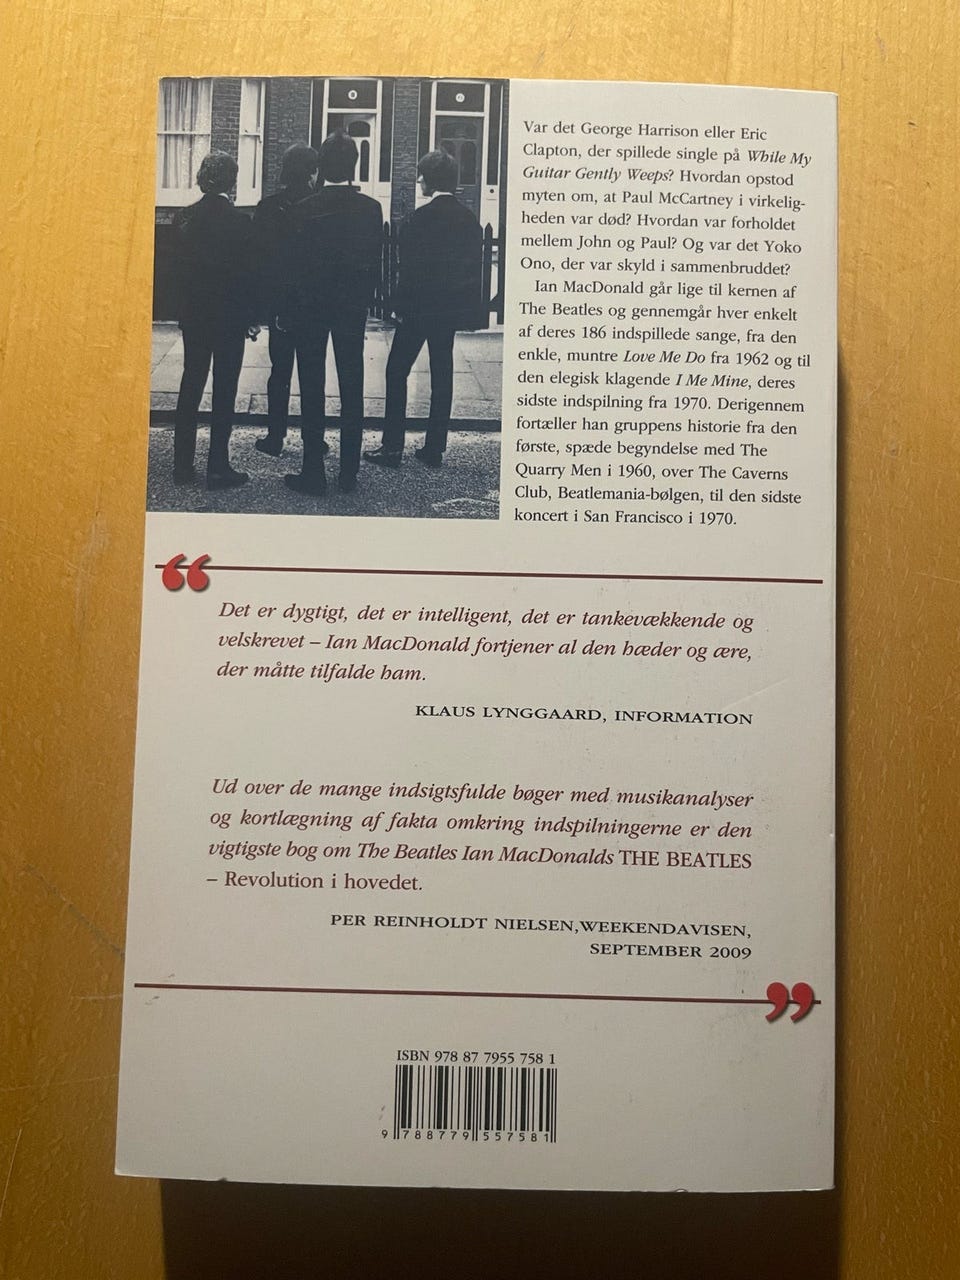 Var det George Harrison eller Eric
Clapton, der spillede single på While My
Guitar Gently Weeps? Hvordan opstod
myten om, at Paul McCartney i virkelig-
heden var død? Hvordan var forholdet
mellem John og Paul? Og var det Yoko
Ono, der var skyld i sammenbruddet?
Ian MacDonald går lige til kernen af
The Beatles og gennemgår hver enkelt
af deres 186 indspillede sange, fra den
enkle, muntre Love Me Do fra 1962 og til
den elegisk klagende I Me Mine, deres
sidste indspilning fra 1970. Derigennem
fortæller han gruppens historie fra den
første, spæde begyndelse med The
Quarry Men i 1960, over The Caverns
Club, Beatlemania-bølgen, til den sidste
koncert i San Francisco i 1970.
“
Det er dygtigt, det er intelligent, det er tankevækkende og
velskrevet – Ian MacDonald fortjener al den hæder og ære,
der måtte tilfalde ham.
KLAUS LYNGGAARD, INFORMATION
Ud over de mange indsigtsfulde bøger med musikanalyser
og kortlægning af fakta omkring indspilningerne er den
vigtigste bog om The Beatles Ian MacDonalds THE BEATLES
– Revolution i hovedet.
PER REINHOLDT NIELSEN,WEEKENDAVISEN,
SEPTEMBER 2009
”
ISBN 978 87 7955 758 1
9 788779 557581